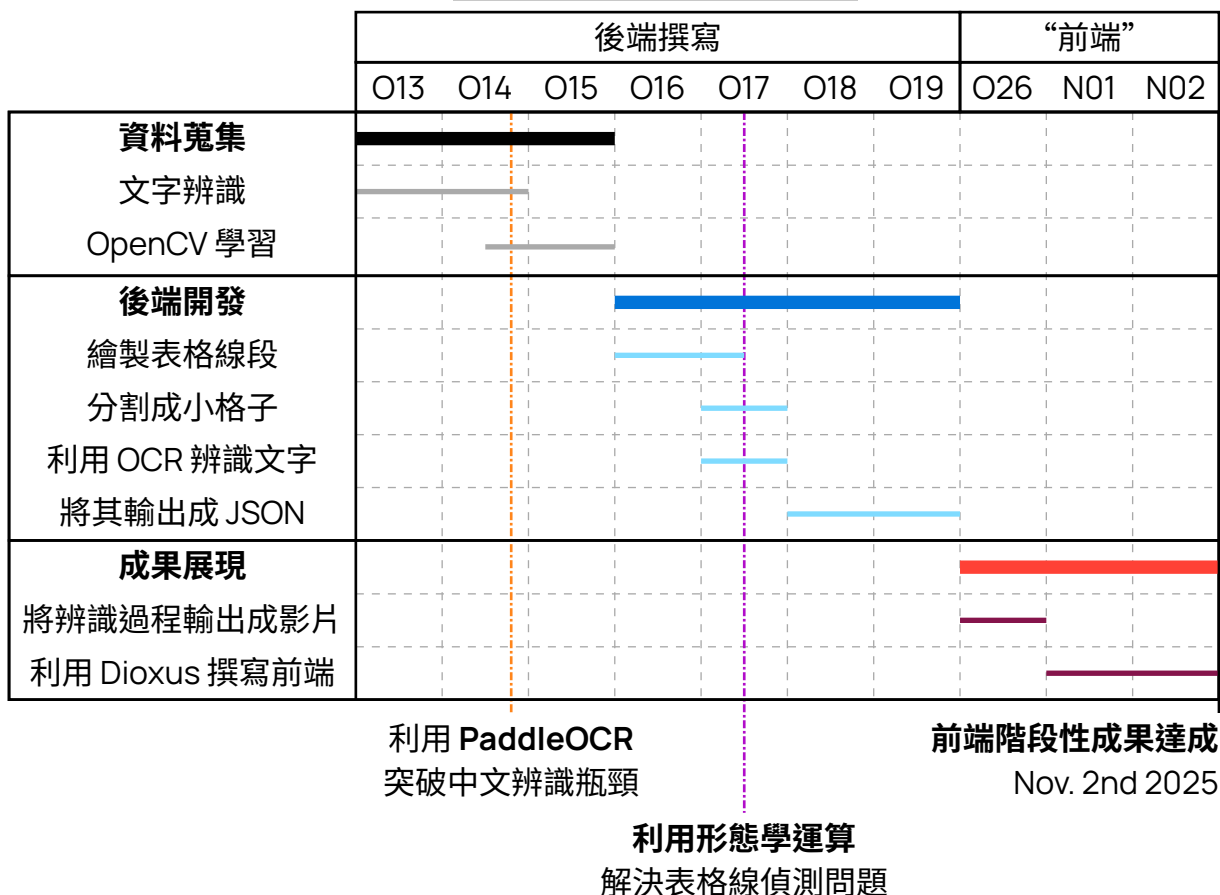 後端撰寫 “前端”
O13 O14 O15 O16 O17 O18 O19 O26 N01 N02
資料蒐集
文字辨識
OpenCV 學習
後端開發
繪製表格線段
分割成小格子
利用 OCR 辨識文字
將其輸出成 JSON
成果展現
將辨識過程輸出成影片
利用 Dioxus 撰寫前端
利用 PaddleOCR
突破中文辨識瓶頸
前端階段性成果達成
Nov. 2nd 2025
利用形態學運算
解決表格線偵測問題